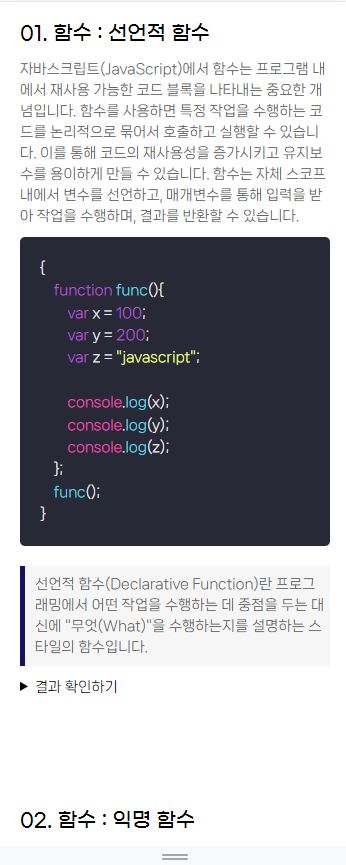 01. 함수 : 선언적 함수
자바스크립트(JavaScript)에서 함수는 프로그램 내
에서 재사용 가능한 코드 블록을 나타내는 중요한 개
념입니다. 함수를 사용하면 특정 작업을 수행하는 코
드를 논리적으로 묶어서 호출하고 실행할 수 있습니
다. 이를 통해 코드의 재사용성을 증가시키고 유지보
수를 용이하게 만들 수 있습니다. 함수는 자체 스코프
내에서 변수를 선언하고, 매개변수를 통해 입력을 받
아 작업을 수행하며, 결과를 반환할 수 있습니다.
{
function func(){
var x = 100;
var y = 200;
var z = "javascript";
console.log(x);
console.log(y);
console.log(z);
};
func();
}
선언적 함수(Declarative Function)란 프로그
래밍에서 어떤 작업을 수행하는 데 중점을 두는 대
신에 "무엇(What)"을 수행하는지를 설명하는 스
타일의 함수입니다.
▶ 결과 확인하기
02. 함수 : 익명 함수